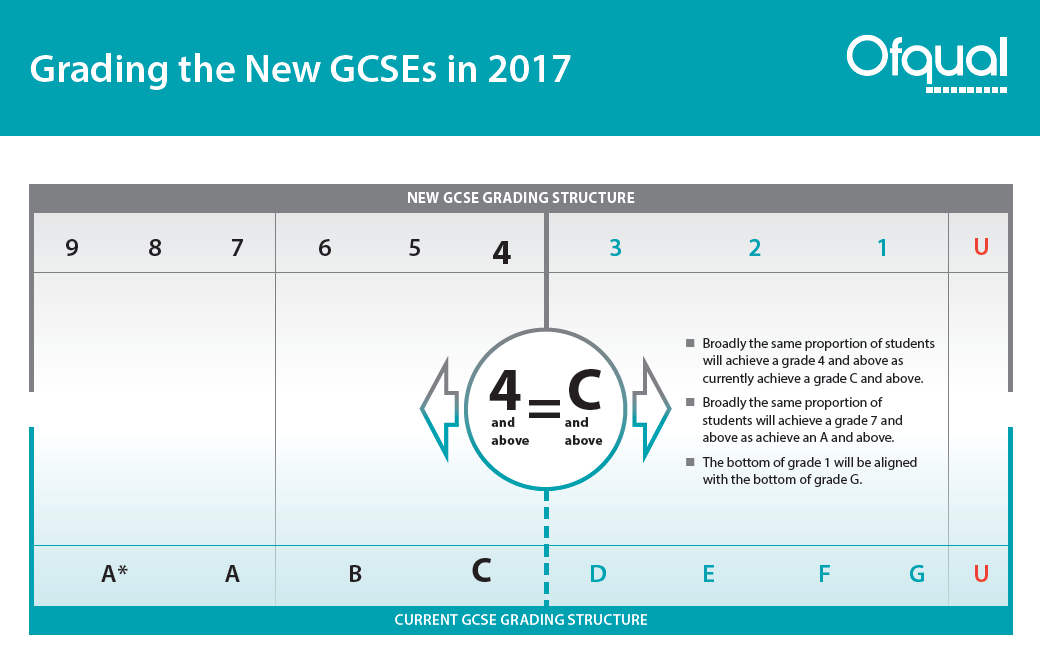 Grading the New GCSEs in 2017
Ofqual
NEW GCSE GRADING STRUCTURE
9 8 7 6 5 4 3 2 1 U
4 = C
and above and above
Broadly the same proportion of students
will achieve a grade 4 and above as
currently achieve a grade C and above.
Broadly the same proportion of
students will achieve a grade 7 and
above as achieve an A and above.
The bottom of grade 1 will be aligned
with the bottom of grade G.
A* A B C D E F G U
CURRENT GCSE GRADING STRUCTURE